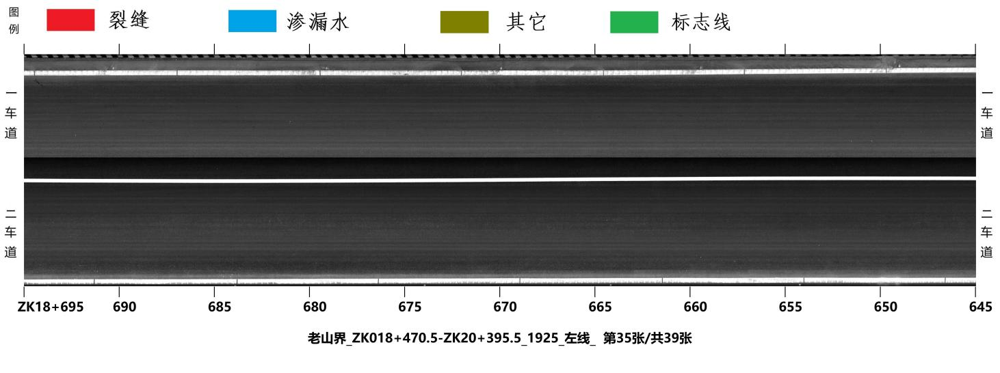 图例 裂缝 渗漏水 其它 标志线
一车道 一车道
二车道 二车道
ZK18+695 690 685 680 675 670 665 660 655 650 645
老山界_ZK018+470.5-ZK20+395.5_1925_左线_ 第35张/共39张